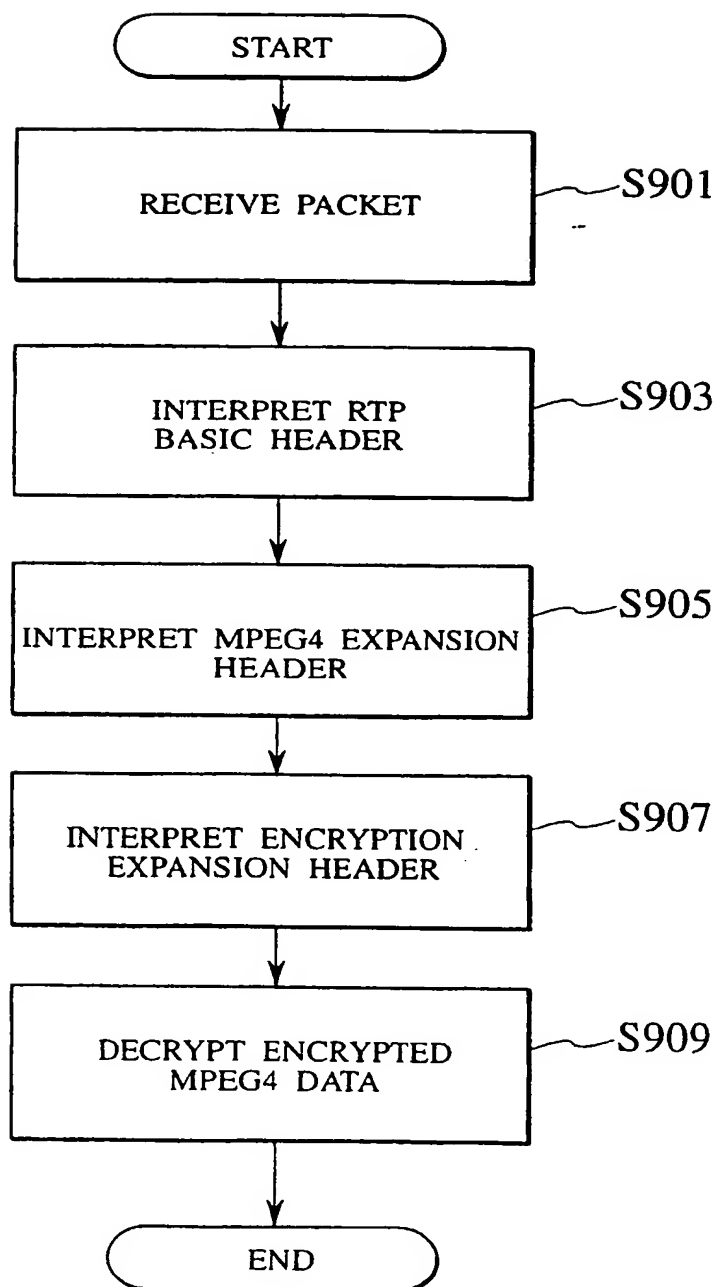 START
RECEIVE PACKET
S901
INTERPRET RTP
BASIC HEADER
S903
INTERPRET MPEG4 EXPANSION
HEADER
S905
INTERPRET ENCRYPTION
EXPANSION HEADER
S907
DECRYPT ENCRYPTED
MPEG4 DATA
S909
END